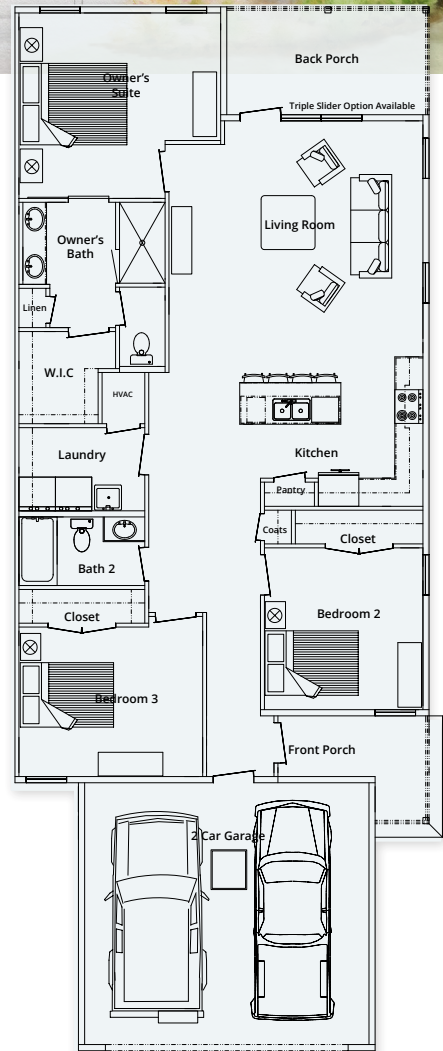 Owner's
Suite
Back Porch
Triple Slider Option Available
Living Room
Owner's
Bath
Linen
W.I.C
HVAC
Laundry
Kitchen
Pantry
Coats
Closet
Bath 2
Closet
Bedroom 2
Bedroom 3
Front Porch
2 Car Garage